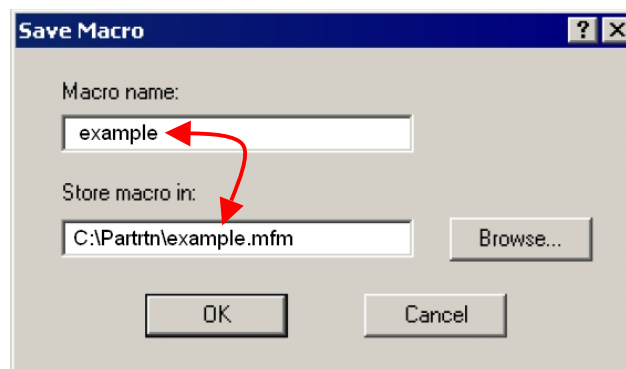 Save Macro
Macro name:
example
Store macro in:
C:\Partrtn\example.mfm
Browse...
OK
Cancel